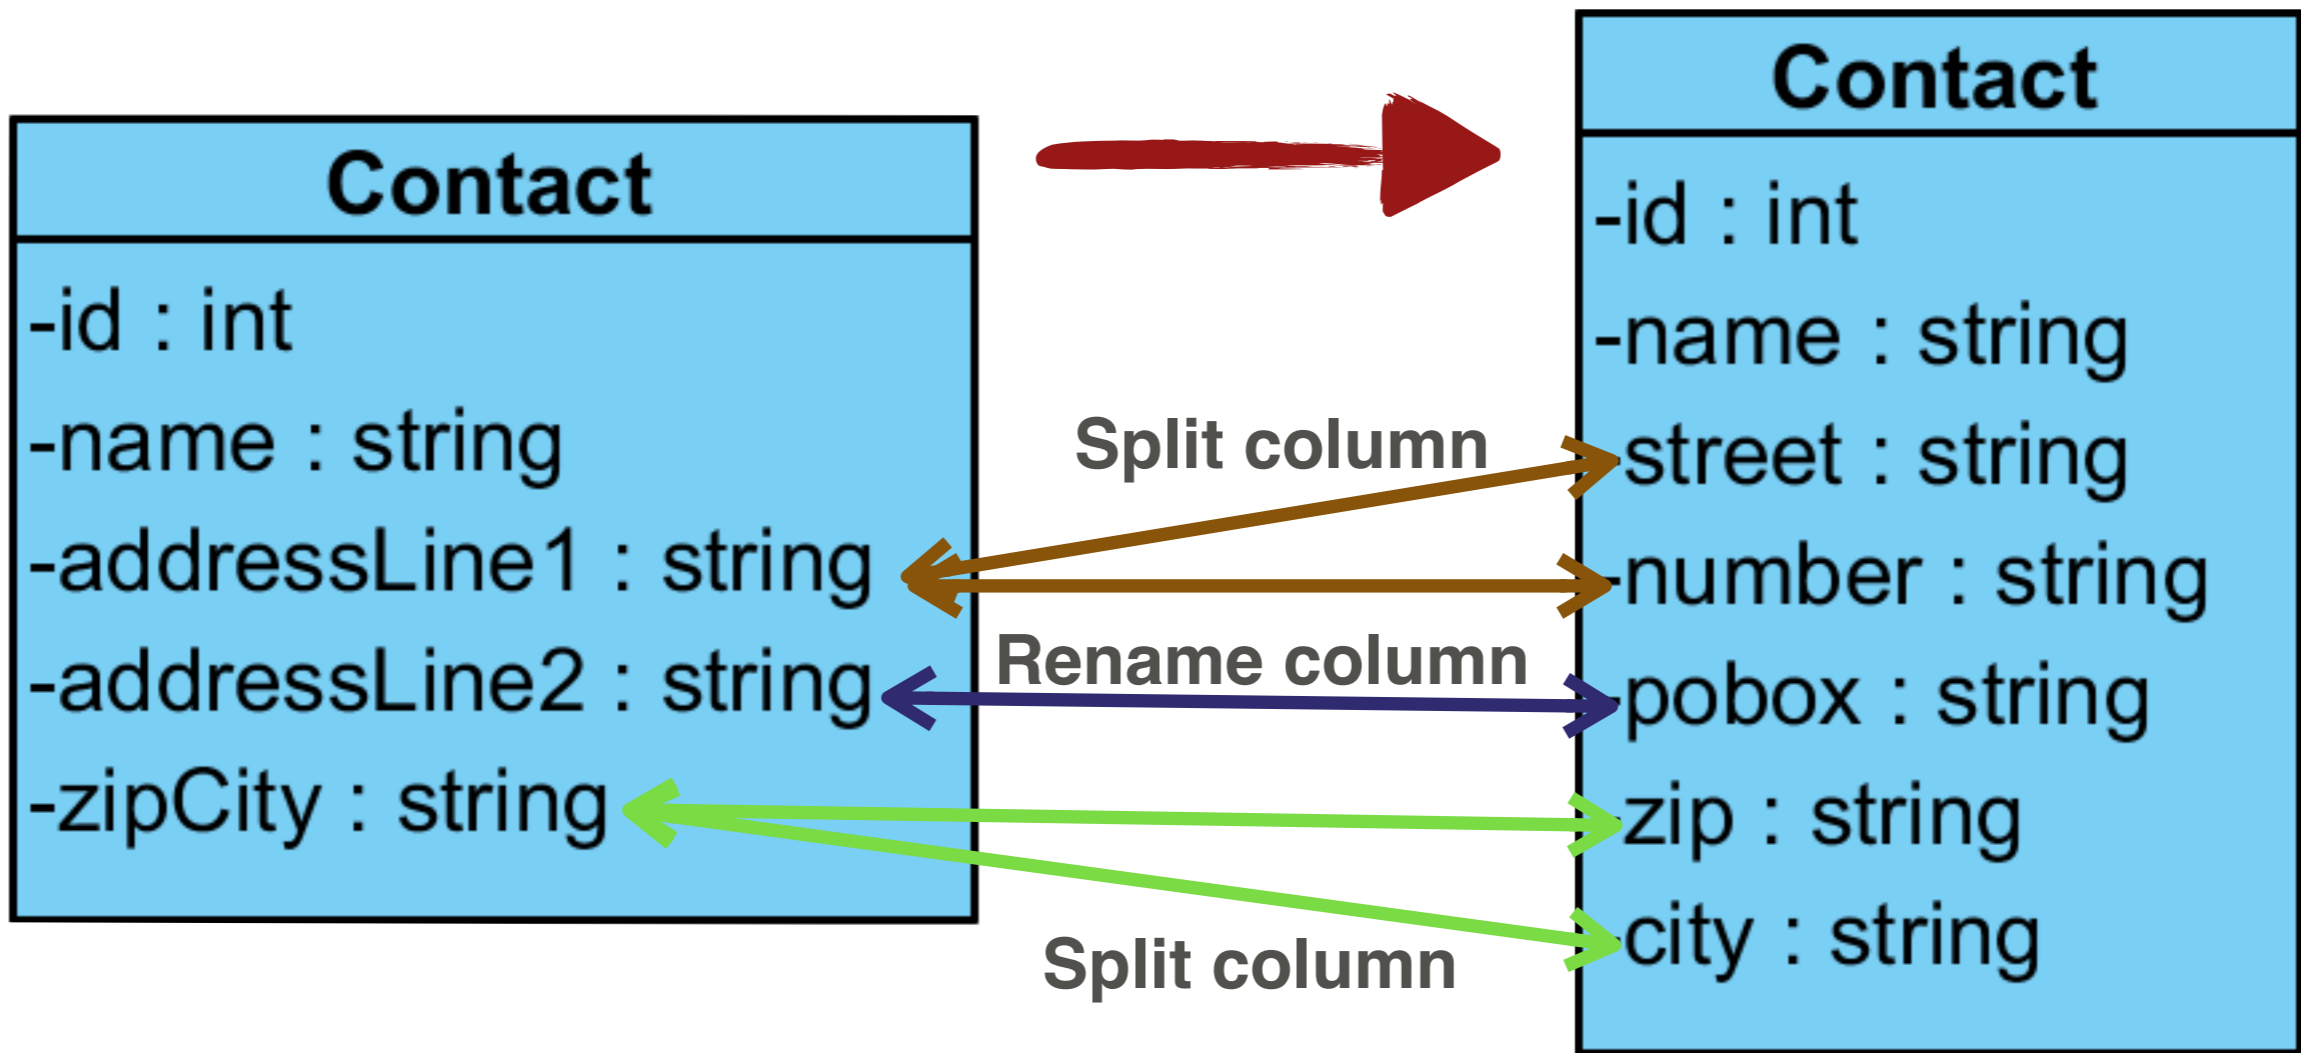 Contact
-id : int
-name : string
-addressLine1 : string
-addressLine2 : string
-zipCity : string
Split column
Rename column
Split column
Contact
-id : int
-name : string
-street : string
-number : string
-pobox : string
-zip : string
-city : string